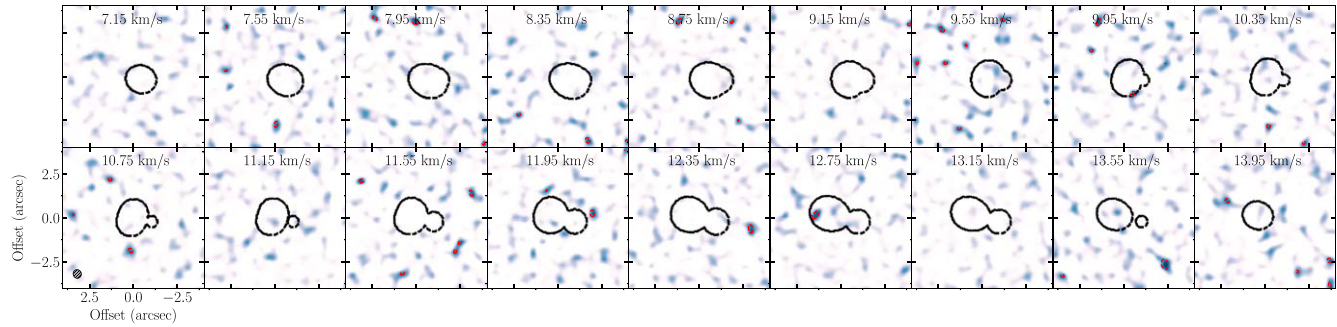 7.15 km/s 7.55 km/s 7.95 km/s 8.35 km/s 8.75 km/s 9.15 km/s 9.55 km/s 9.95 km/s 10.35 km/s
10.75 km/s 11.15 km/s 11.55 km/s 11.95 km/s 12.35 km/s 12.75 km/s 13.15 km/s 13.55 km/s 13.95 km/s
2.5
0.0
−2.5
Offset (arcsec)
2.5 0.0 −2.5
Offset (arcsec)